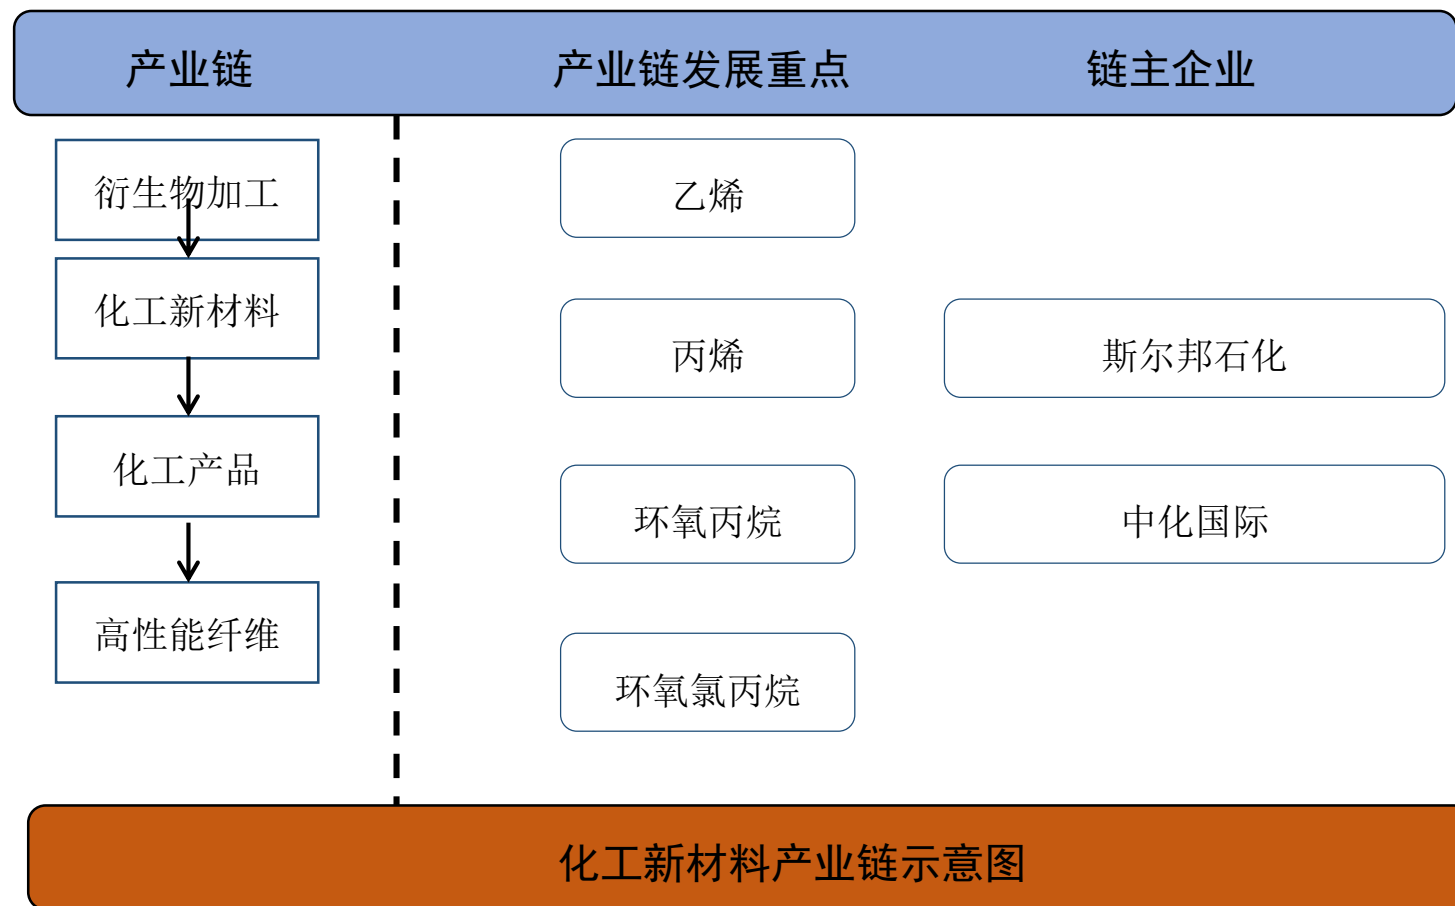 产业链
产业链发展重点
链主企业
衍生物加工
化工新材料
化工产品
高性能纤维
乙烯
丙烯
环氧丙烷
环氧氯丙烷
斯尔邦石化
中化国际
化工新材料产业链示意图